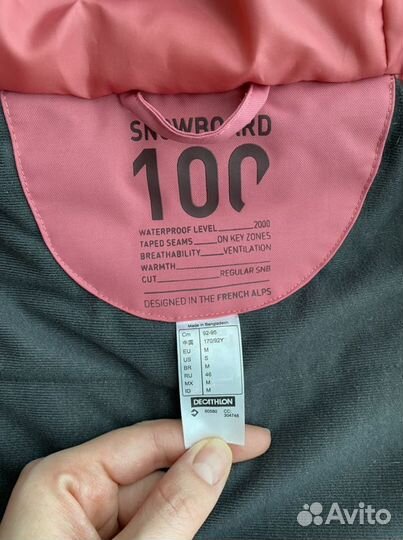 SNOWBOARD
100
WATERPROOF LEVEL 2000
TAPED SEAMS ON KEY ZONES
BREATHABILITY VENTILATION
WARMTH
CUT REGULAR SNB
DESIGNED IN THE FRENCH ALPS
Made in Bangladesh
Cm 92-95
中国 170/92Y
EU M
US S
BR M
RU 46
MX M
ID M
DECATHLON
CC:
304748
Avito